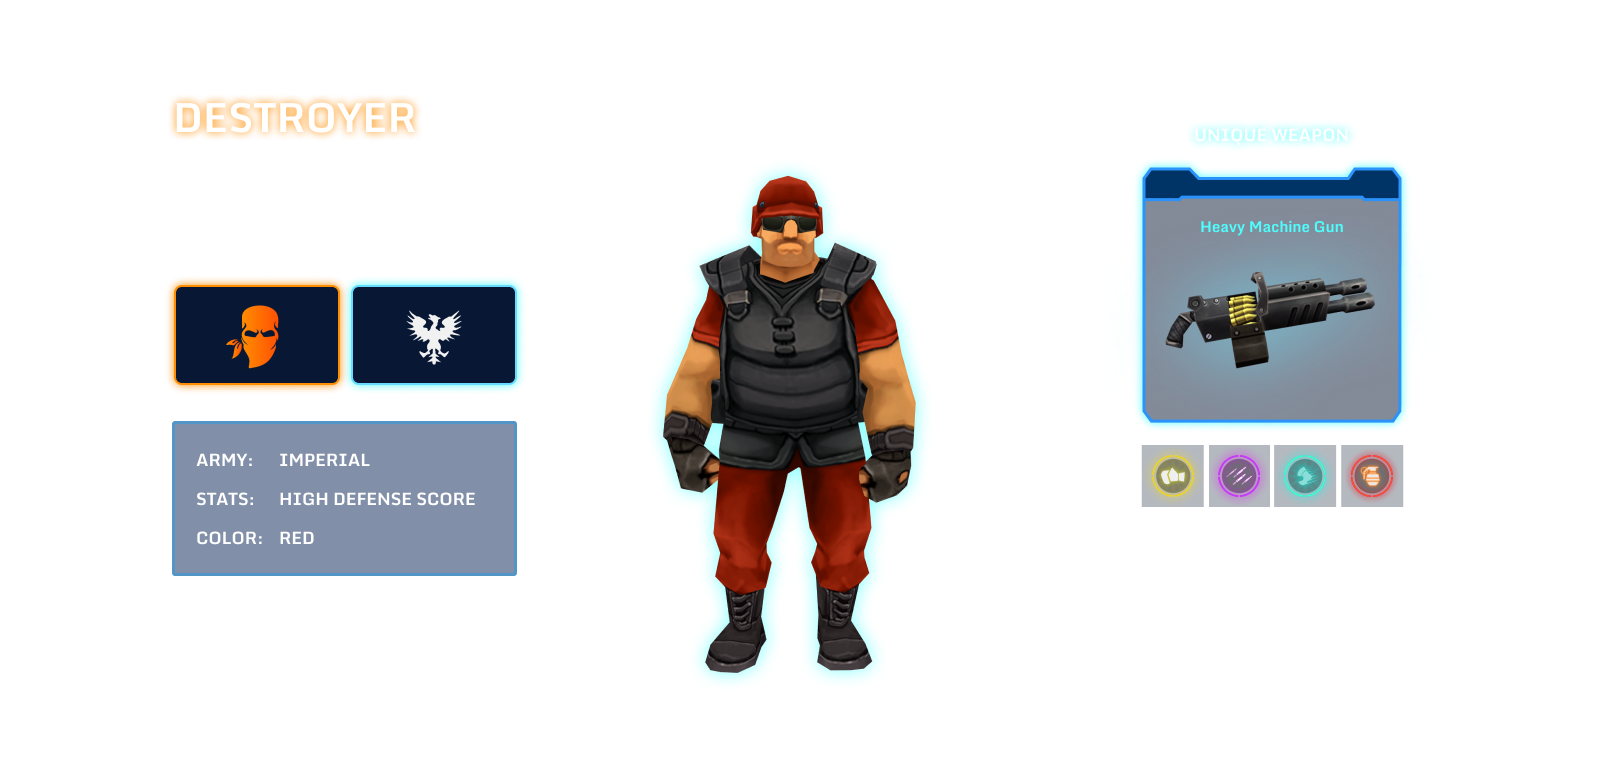 DESTROYER
ARMY: IMPERIAL
STATS: HIGH DEFENSE SCORE
COLOR: RED
UNIQUE WEAPON
Heavy Machine Gun